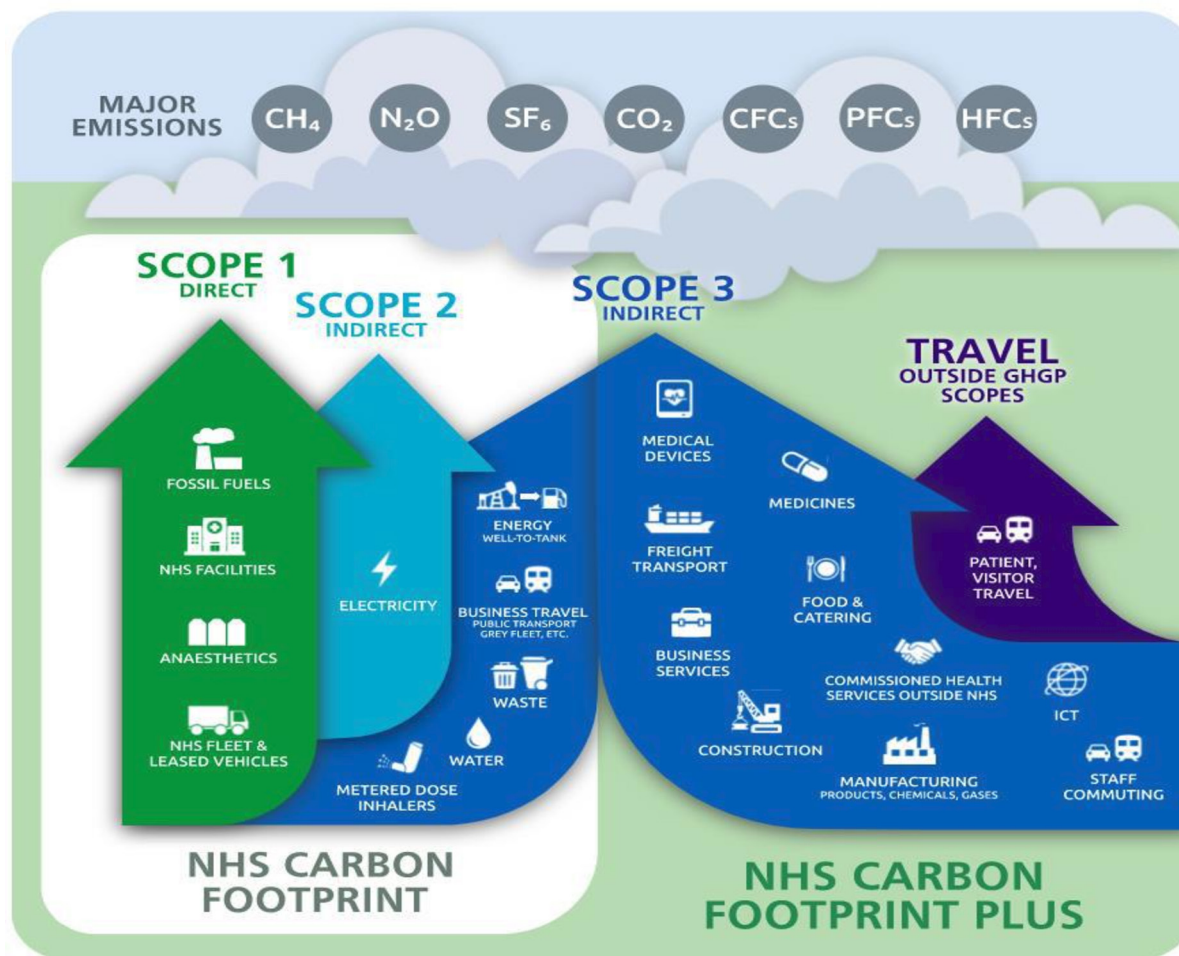 MAJOR
EMISSIONS
CH₄
N₂O
SF₆
CO₂
CFCs
PFCs
HFCs
SCOPE 1
DIRECT
FOSSIL FUELS
NHS FACILITIES
ANAESTHETICS
NHS FLEET &
LEASED VEHICLES
SCOPE 2
INDIRECT
ELECTRICITY
SCOPE 3
INDIRECT
ENERGY
WELL-TO-TANK
BUSINESS TRAVEL
PUBLIC TRANSPORT
GREY FLEET, ETC.
WASTE
WATER
METERED DOSE
INHALERS
MEDICAL
DEVICES
MEDICINES
FREIGHT
TRANSPORT
FOOD &
CATERING
BUSINESS
SERVICES
COMMISSIONED HEALTH
SERVICES OUTSIDE NHS
CONSTRUCTION
MANUFACTURING
PRODUCTS, CHEMICALS, GASES
ICT
STAFF
COMMUTING
TRAVEL
OUTSIDE GHGP
SCOPES
PATIENT,
VISITOR
TRAVEL
NHS CARBON
FOOTPRINT
NHS CARBON
FOOTPRINT PLUS